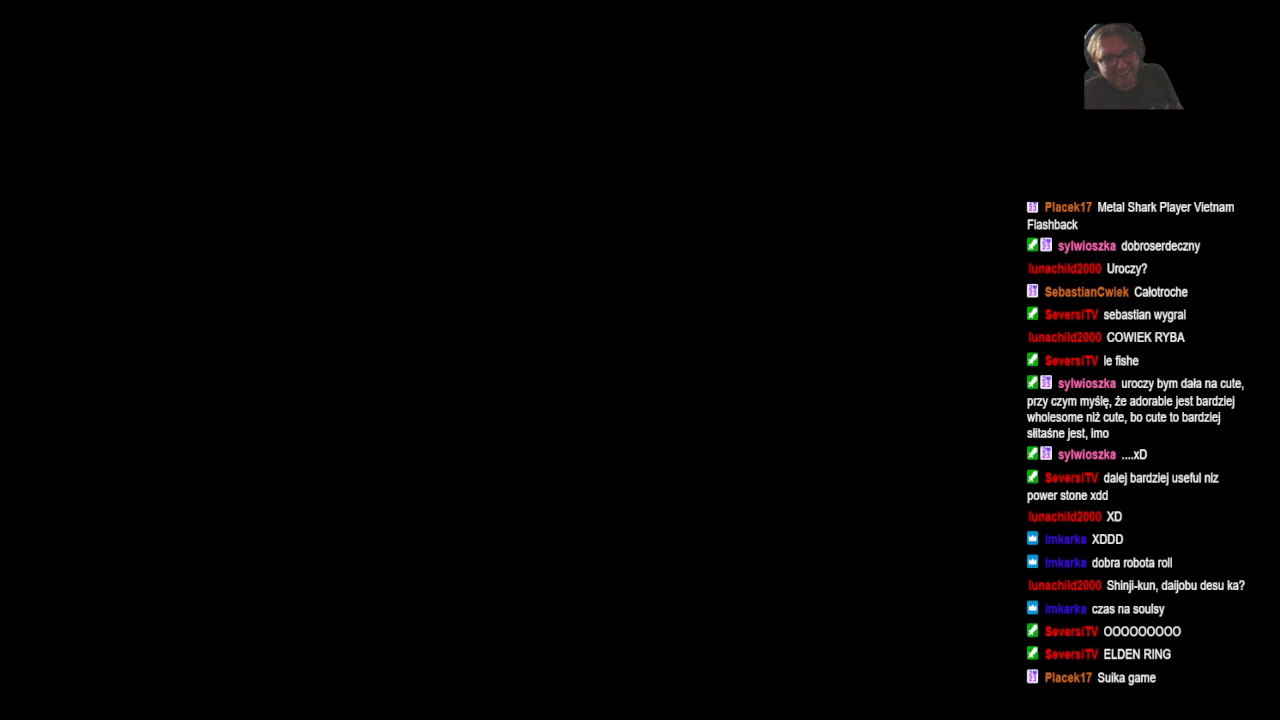 Placek17 Metal Shark Player Vietnam
Flashback
sylwioszka dobroserdeczny
lunachild2000 Uroczy?
SebastianCwiek Całotroche
SeversiTV sebastian wygral
lunachild2000 COWIEK RYBA
SeversiTV le fishe
sylwioszka uroczy bym dała na cute,
przy czym myślę, że adorable jest bardziej
wholesome niż cute, bo cute to bardziej
slitaśne jest, imo
sylwioszka ....xD
SeversiTV dalej bardziej useful niz
power stone xdd
lunachild2000 XD
imkarka XDDD
imkarka dobra robota roll
lunachild2000 Shinji-kun, daijobu desu ka?
imkarka czas na soulsy
SeversiTV OOOOOOOOO
SeversiTV ELDEN RING
Placek17 Suika game